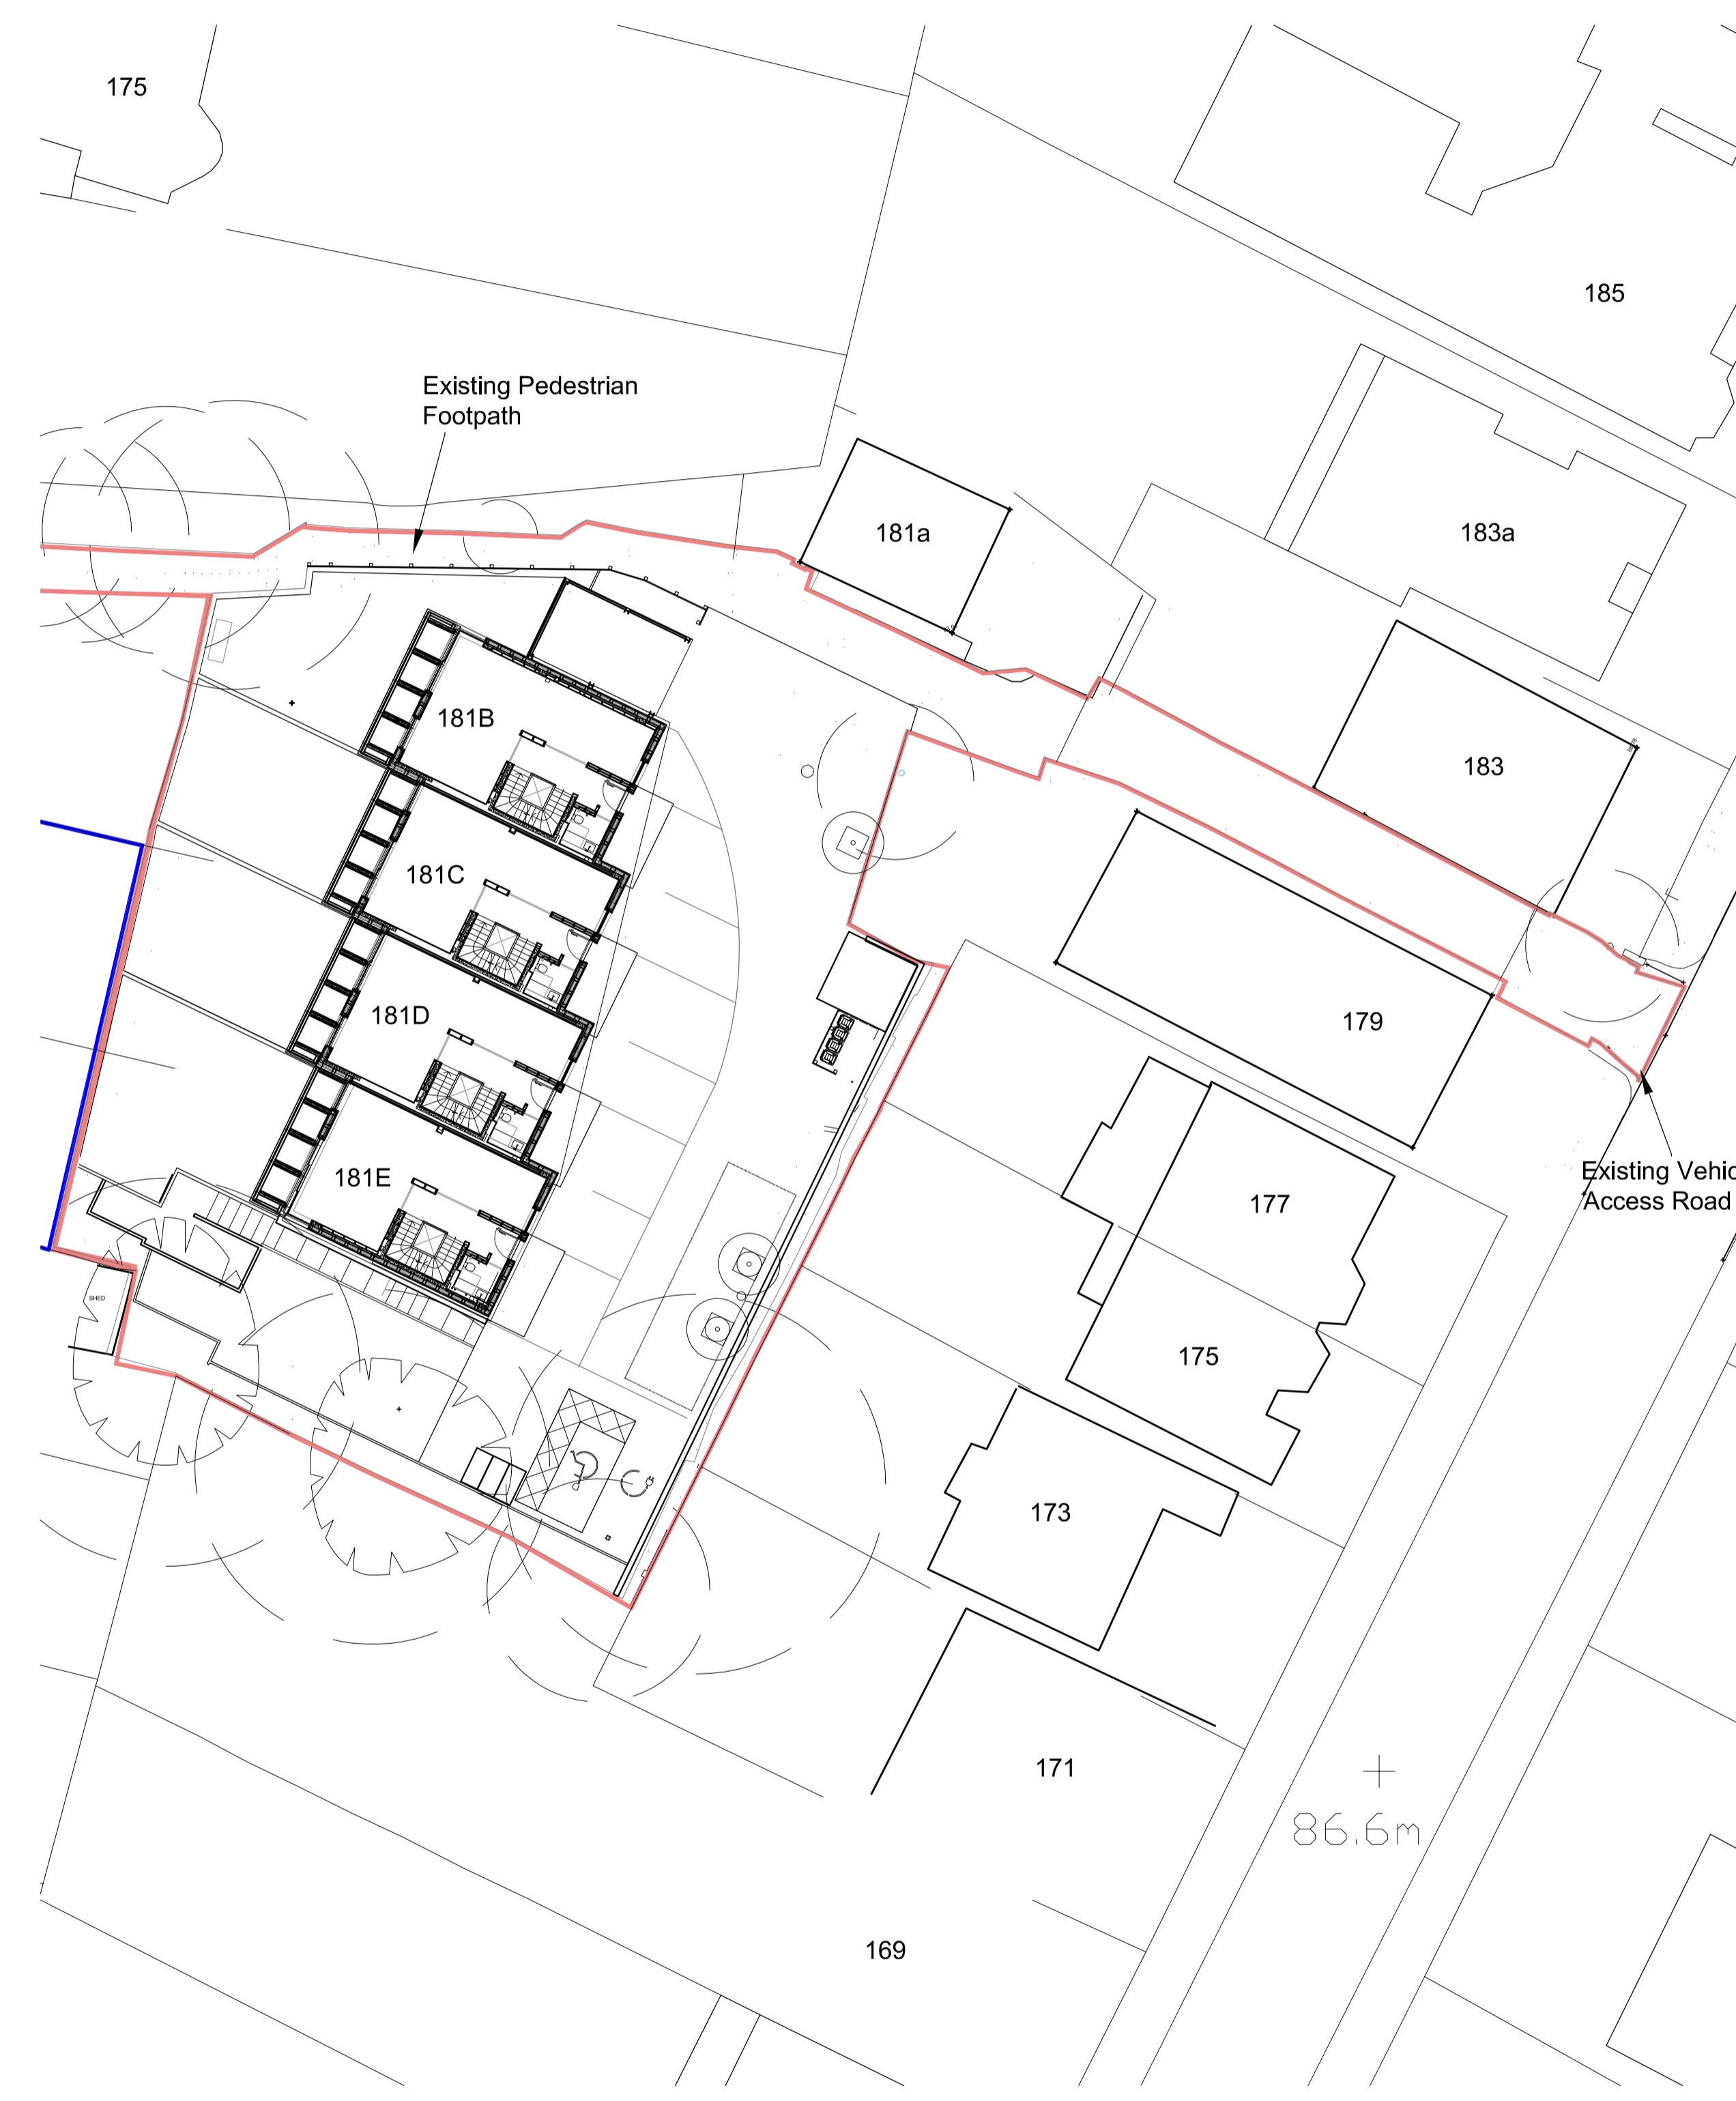 175
185
Existing Pedestrian
Footpath
181a
183a
181B
183
181C
181D
179
181E
177
Existing Vehic
Access Road
SHED
175
173
171
86.6m
169